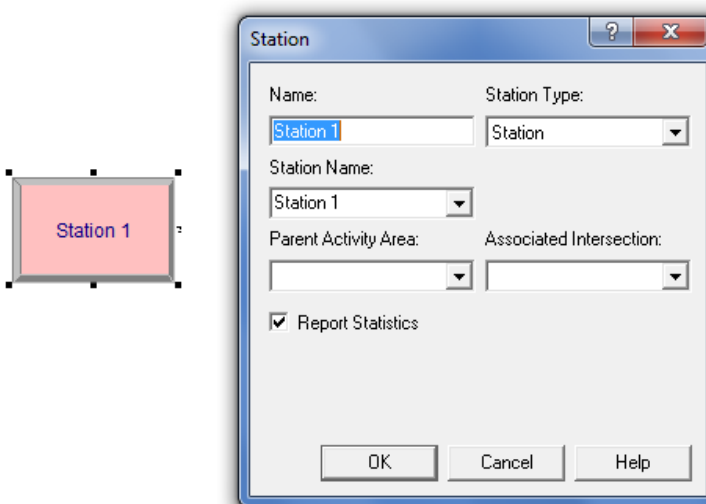 Station
?
X
Name:
Station Type:
Station 1
Station
Station Name:
Station 1
Station 1
Parent Activity Area:
Associated Intersection:
Report Statistics
OK
Cancel
Help